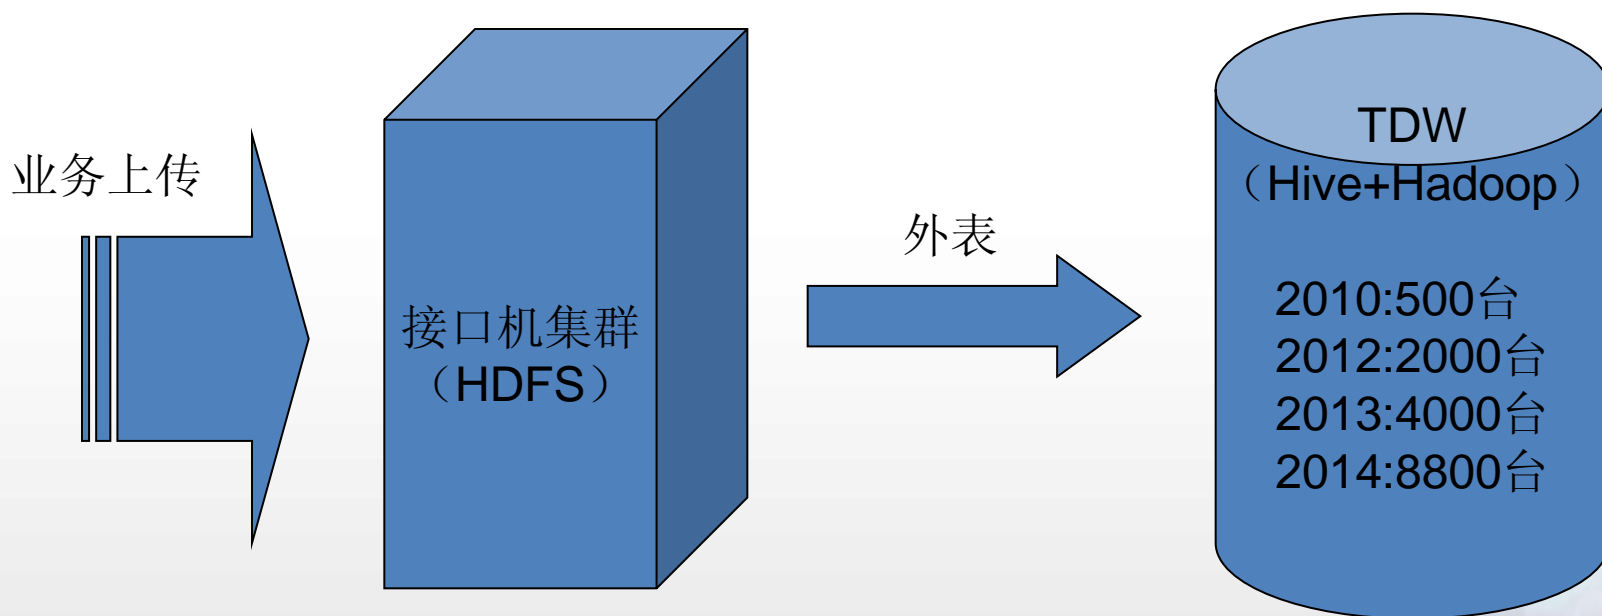 业务上传
接口机集群
（HDFS）
外表
TDW
（Hive+Hadoop）
2010:500台
2012:2000台
2013:4000台
2014:8800台